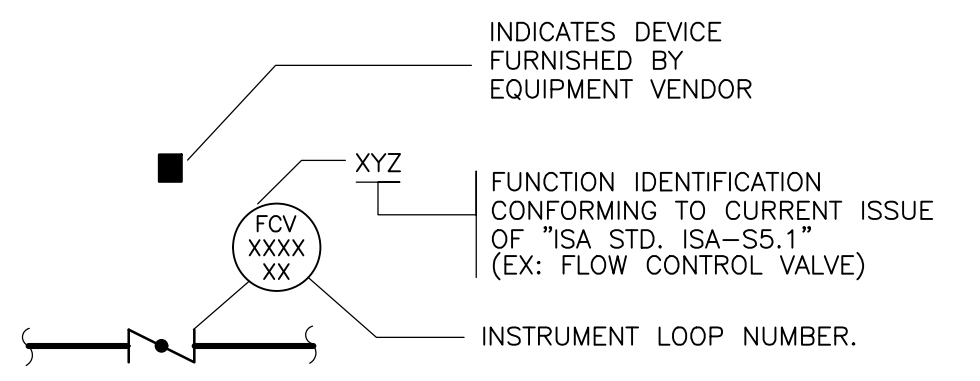 INDICATES DEVICE
FURNISHED BY
EQUIPMENT VENDOR
XYZ
FUNCTION IDENTIFICATION
CONFORMING TO CURRENT ISSUE
OF "ISA STD. ISA-S5.1"
(EX: FLOW CONTROL VALVE)
FCV
XXXX
XX
INSTRUMENT LOOP NUMBER.